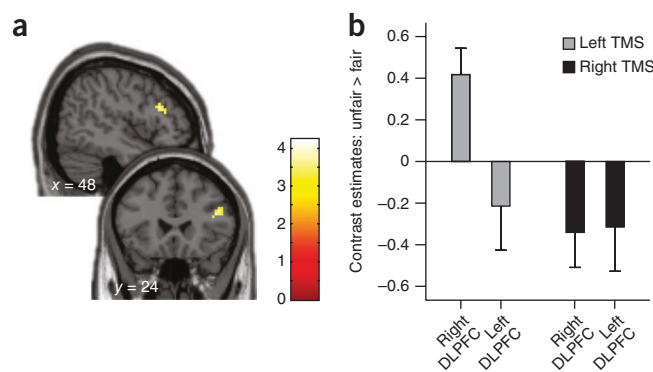 a
x = 48
y = 24
4
3
2
1
0
b
Contrast estimates: unfair > fair
0.6
0.4
0.2
0
−0.2
−0.4
−0.6
Left TMS
Right TMS
Right
DLPFC
Left
DLPFC
Right
DLPFC
Left
DLPFC